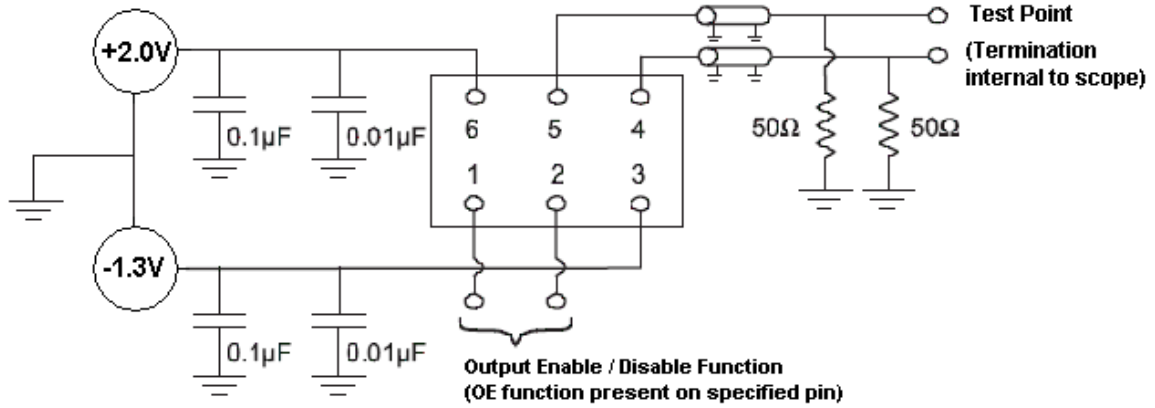 +2.0V
Test Point
(Termination
internal to scope)
0.1µF
0.01µF
6
5
4
50Ω
50Ω
1
2
3
-1.3V
0.1µF
0.01µF
Output Enable / Disable Function
(OE function present on specified pin)